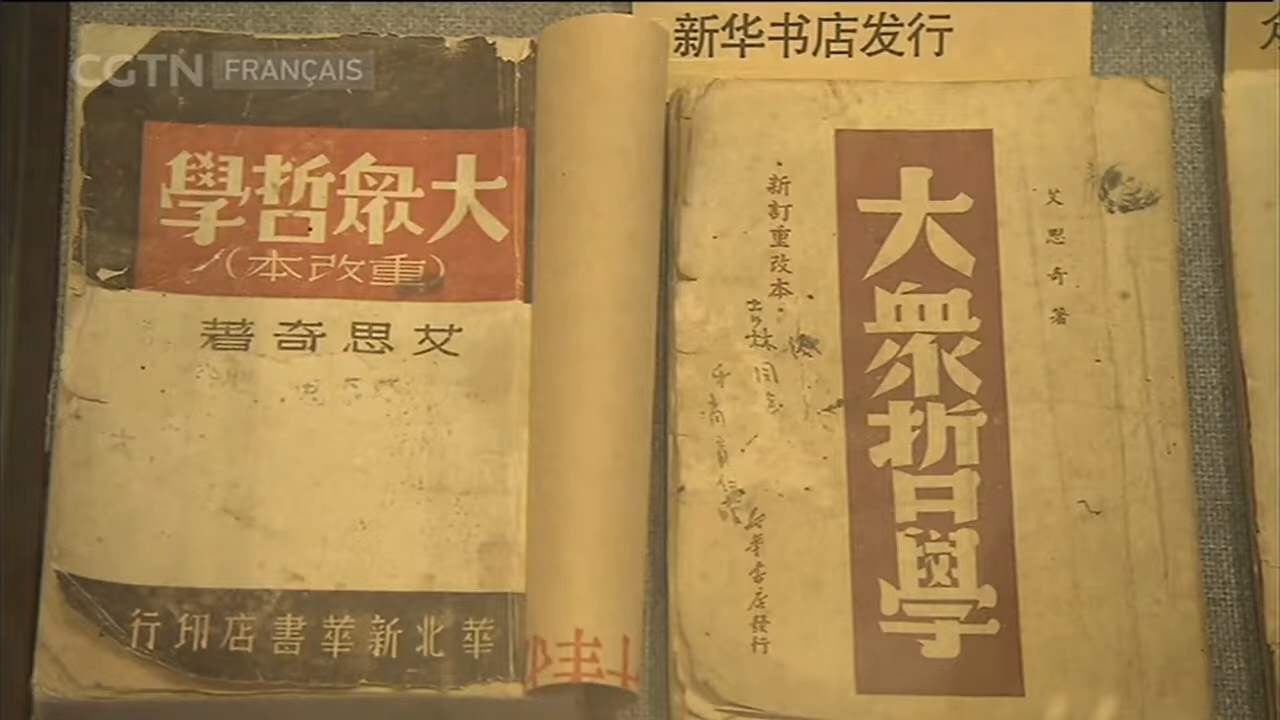 CGTN FRANÇAIS
大眾哲學
(重改本)
艾思奇著
華北新華書店印行
新华书店发行
艾思奇著
大眾哲學
·新訂重改本·
新華書店發行